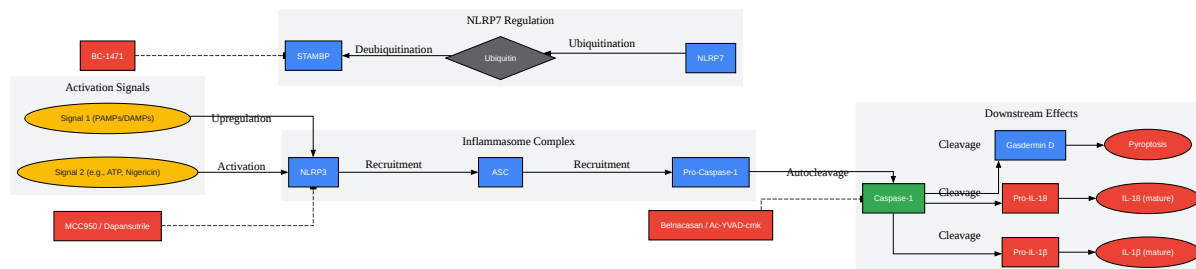 NLRP7 Regulation
BC-1471
STAMBP
Deubiquitination
Ubiquitin
Ubiquitination
NLRP7
Activation Signals
Signal 1 (PAMPs/DAMPs)
Upregulation
Signal 2 (e.g., ATP, Nigericin)
Activation
Inflammasome Complex
NLRP3
Recruitment
ASC
Recruitment
Pro-Caspase-1
Autocleavage
MCC950 / Dapansutrile
Belnacasan / Ac-YVAD-cmk
Downstream Effects
Caspase-1
Cleavage
Gasdermin D
Pyroptosis
Cleavage
Pro-IL-18
IL-18 (mature)
Cleavage
Pro-IL-1β
IL-1β (mature)